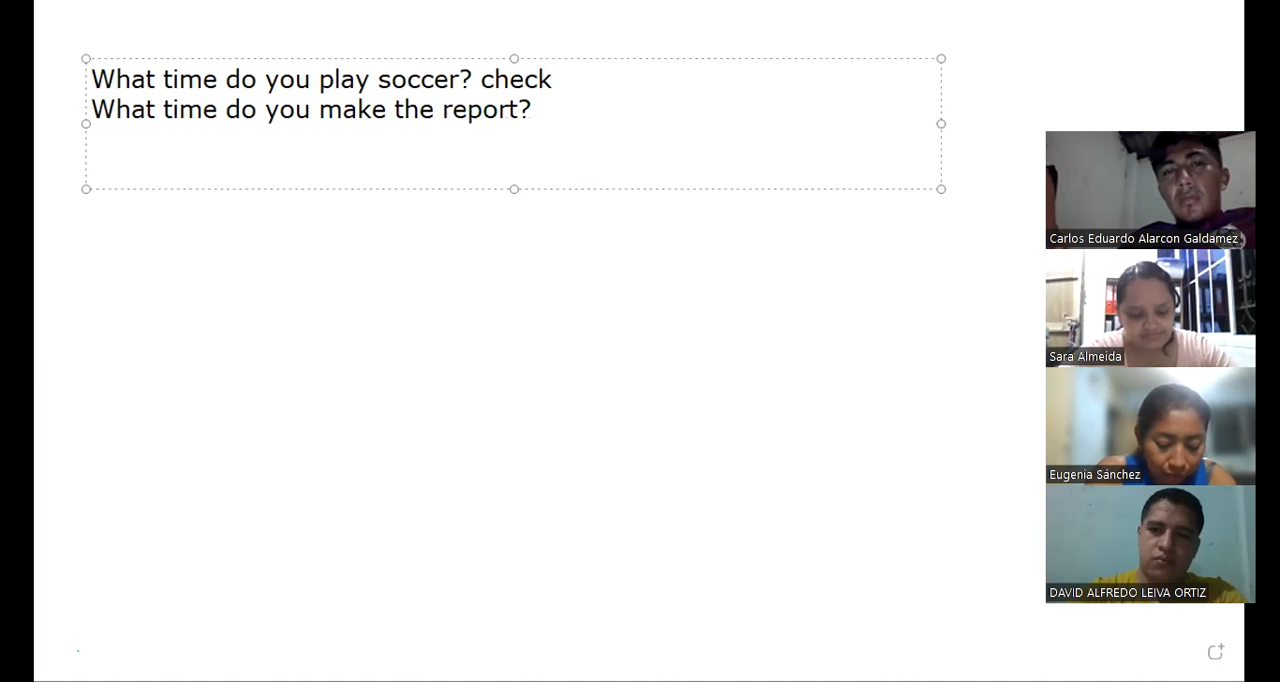 What time do you play soccer? check
What time do you make the report?
Carlos Eduardo Alarcon Galdamez
Sara Almeida
Eugenia Sánchez
DAVID ALFREDO LEIVA ORTIZ